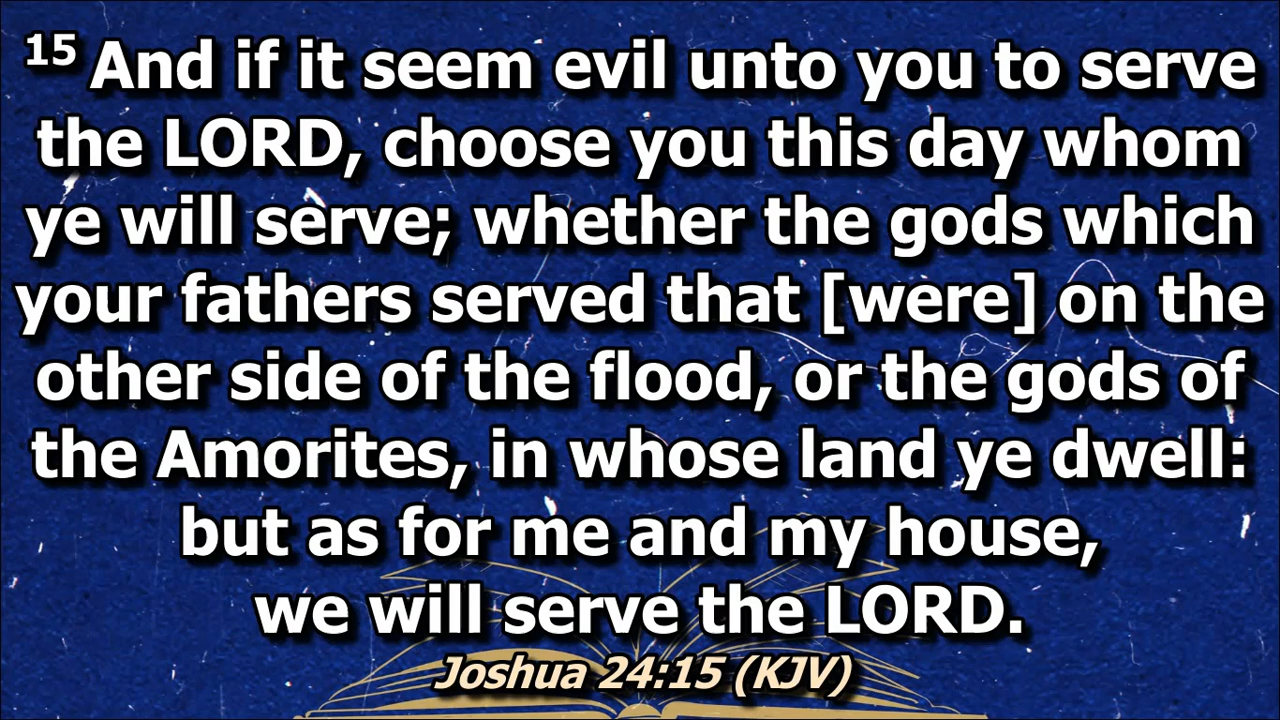 15 And if it seem evil unto you to serve
the LORD, choose you this day whom
ye will serve; whether the gods which
your fathers served that [were] on the
other side of the flood, or the gods of
the Amorites, in whose land ye dwell:
but as for me and my house,
we will serve the LORD.
Joshua 24:15 (KJV)